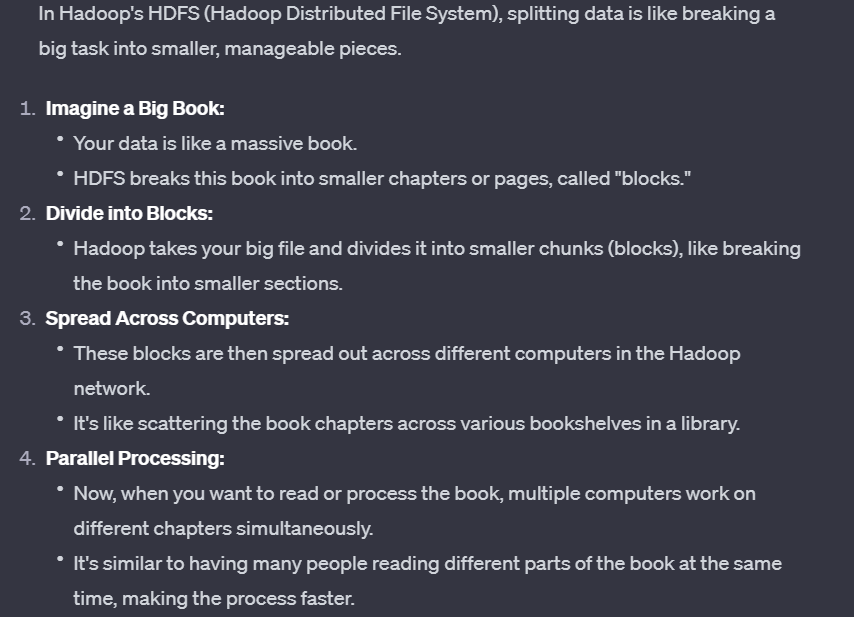 In Hadoop's HDFS (Hadoop Distributed File System), splitting data is like breaking a
big task into smaller, manageable pieces.
1. Imagine a Big Book:
• Your data is like a massive book.
• HDFS breaks this book into smaller chapters or pages, called "blocks."
2. Divide into Blocks:
• Hadoop takes your big file and divides it into smaller chunks (blocks), like breaking
the book into smaller sections.
3. Spread Across Computers:
• These blocks are then spread out across different computers in the Hadoop
network.
• It's like scattering the book chapters across various bookshelves in a library.
4. Parallel Processing:
• Now, when you want to read or process the book, multiple computers work on
different chapters simultaneously.
• It's similar to having many people reading different parts of the book at the same
time, making the process faster.